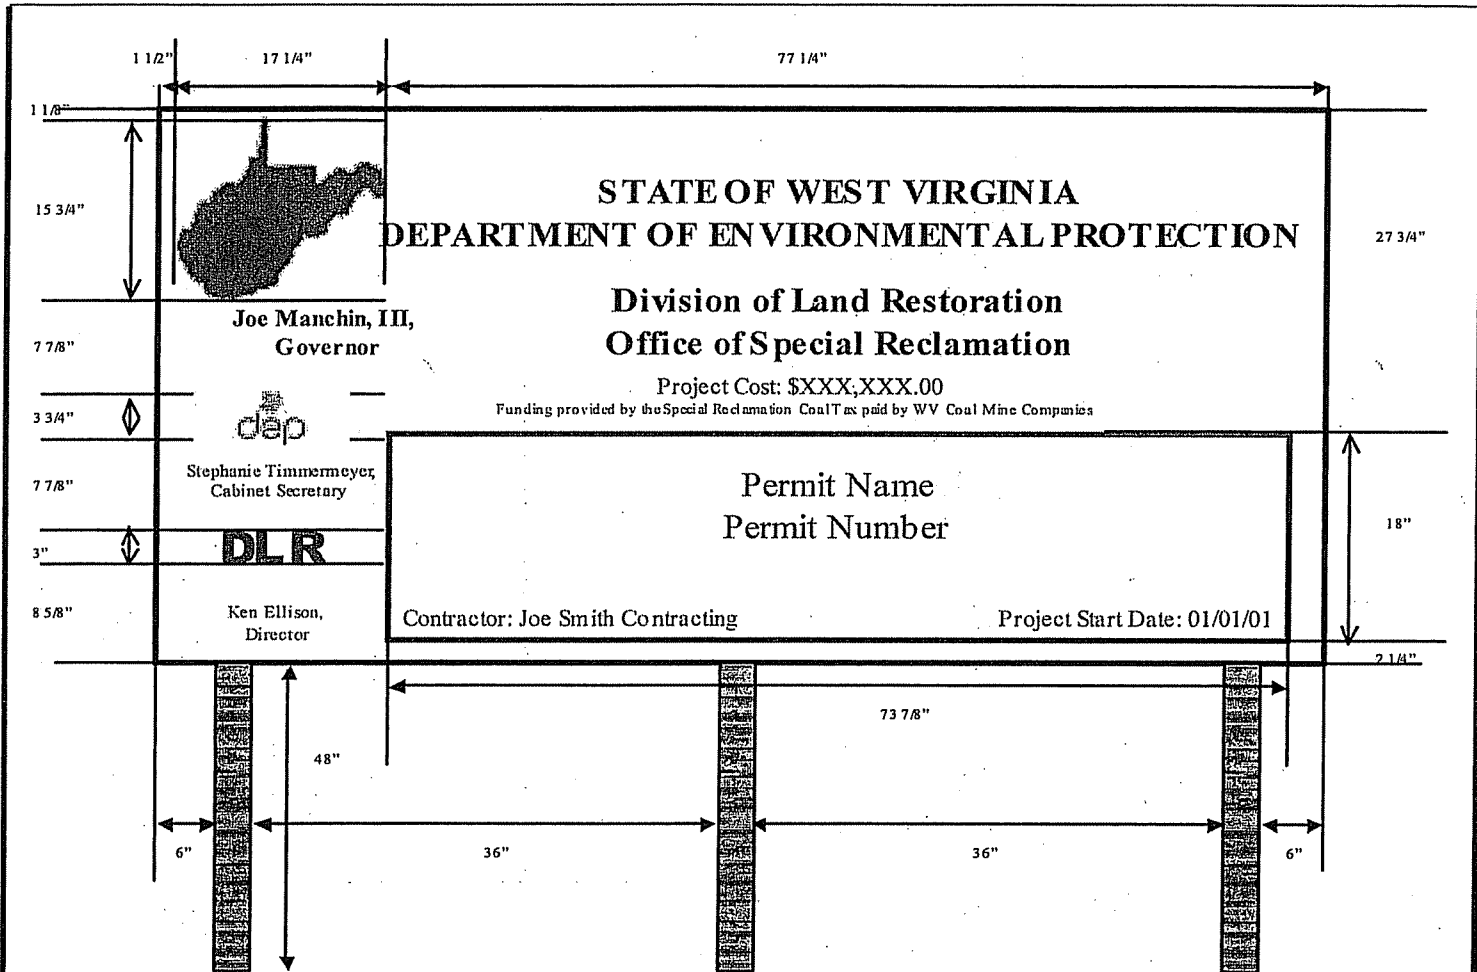 1 1/2" 17 1/4" 77 1/4"
1 1/8"
15 3/4"
STATE OF WEST VIRGINIA
DEPARTMENT OF ENVIRONMENTAL PROTECTION
27 3/4"
Division of Land Restoration
Office of Special Reclamation
Joe Manchin, III,
Governor
7 7/8"
Project Cost: $XXX,XXX.00
Funding provided by the Special Reclamation Coal Tax paid by WV Coal Mine Companies
3 3/4"
dep
Stephanie Timmermeyer,
Cabinet Secretary
7 7/8"
Permit Name
Permit Number
18"
DLR
3"
8 5/8"
Ken Ellison,
Director
Contractor: Joe Smith Contracting Project Start Date: 01/01/01
2 1/4"
73 7/8"
48"
6" 36" 36" 6"